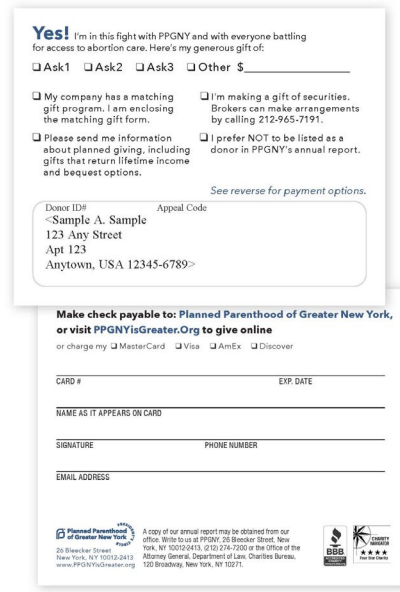 Yes! I'm in this fight with PPGNY and with everyone battling
for access to abortion care. Here's my generous gift of:
❏ Ask1 ❏ Ask2 ❏ Ask3 ❏ Other $
❏ My company has a matching
gift program. I am enclosing
the matching gift form.
❏ Please send me information
about planned giving, including
gifts that return lifetime income
and bequest options.
❏ I'm making a gift of securities.
Brokers can make arrangements
by calling 212-965-7191.
❏ I prefer NOT to be listed as a
donor in PPGNY's annual report.
See reverse for payment options.
Donor ID# Appeal Code
<Sample A. Sample
123 Any Street
Apt 123
Anytown, USA 12345-6789>
Make check payable to: Planned Parenthood of Greater New York,
or visit PPGNYisGreater.Org to give online
or charge my ❏ MasterCard ❏ Visa ❏ AmEx ❏ Discover
CARD # EXP. DATE
NAME AS IT APPEARS ON CARD
SIGNATURE PHONE NUMBER
EMAIL ADDRESS
Planned Parenthood
of Greater New York
26 Bleecker Street
New York, NY 10012-2413
www.PPGNYisGreater.org
A copy of our annual report may be obtained from our
office. Write to us at PPGNY, 26 Bleecker Street, New
York, NY 10012-2413, (212) 274-7200 or the Office of the
Attorney General, Department of Law, Charities Bureau,
120 Broadway, New York, NY 10271.
BBB
CHARITY
NAVIGATOR
★★★★
Four Star Charity